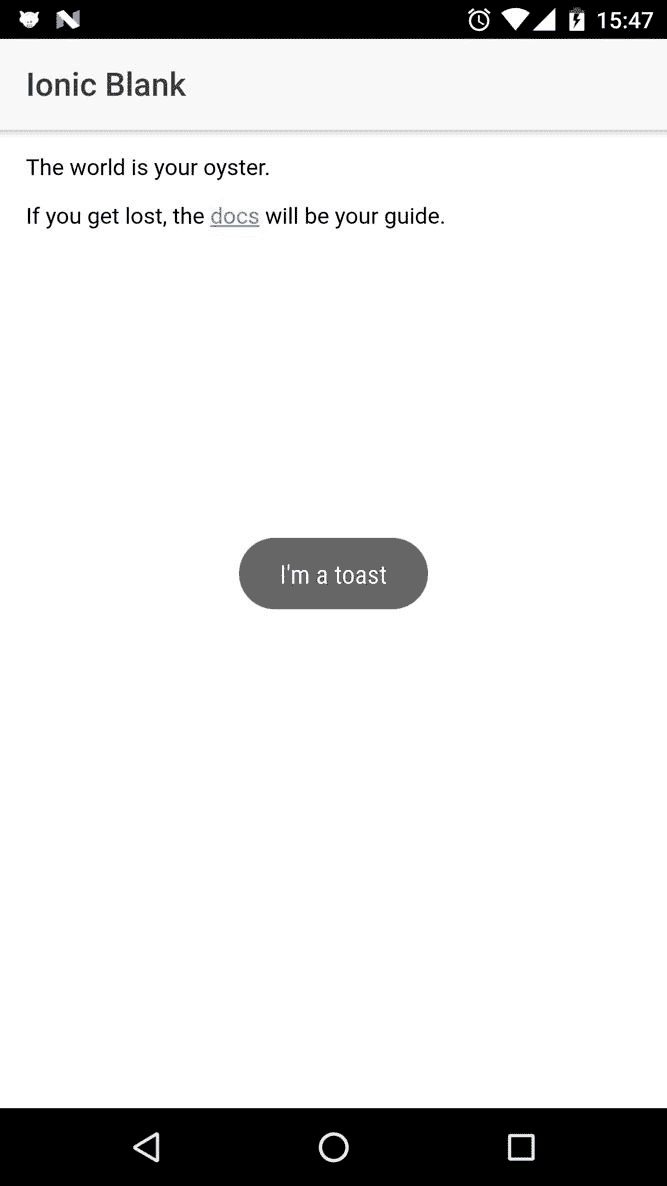 15:47
Ionic Blank
The world is your oyster.
If you get lost, the docs will be your guide.
I'm a toast